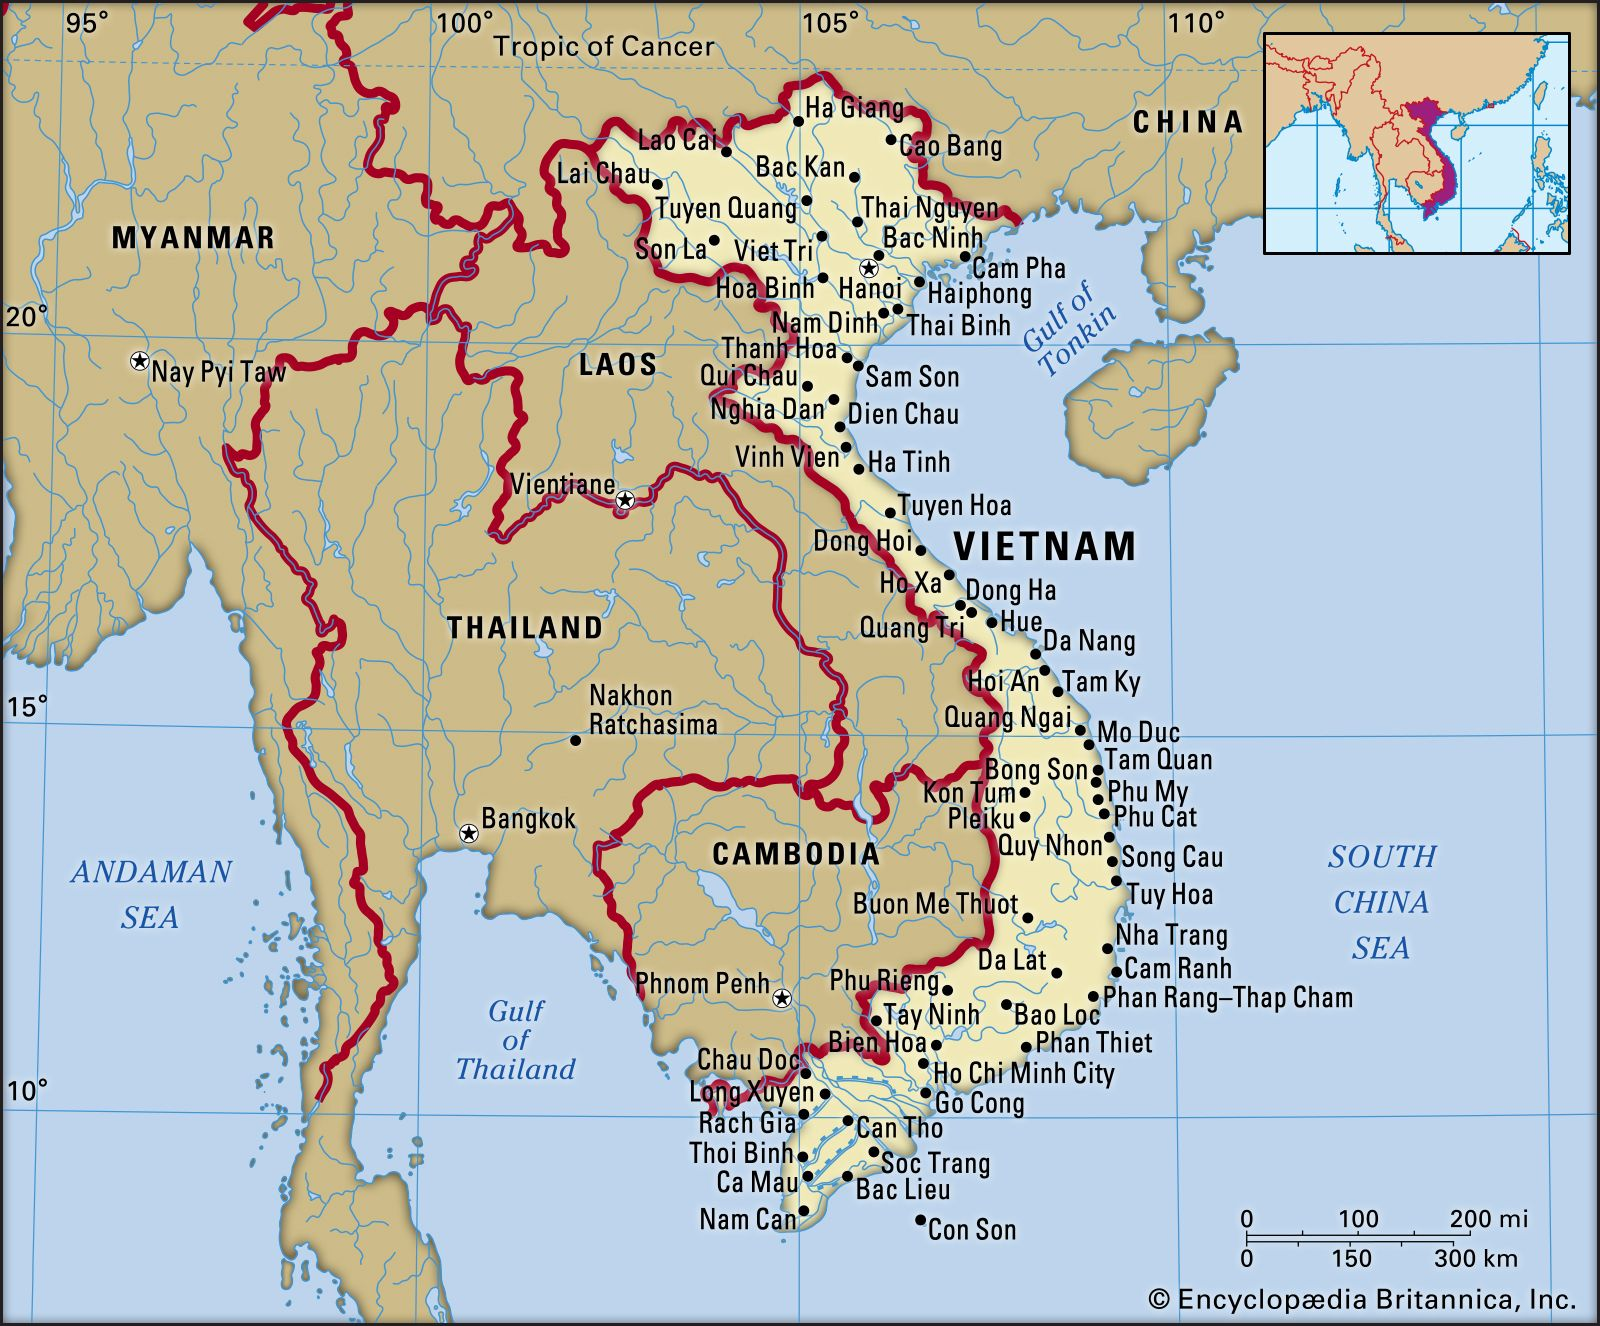 95°
100°
105°
110°
Tropic of Cancer
CHINA
Ha Giang
Lao Cai
Cao Bang
Lai Chau
Bac Kan
Tuyen Quang
Thai Nguyen
MYANMAR
Son La
Viet Tri
Bac Ninh
Cam Pha
Hoa Binh
Hanoi
Haiphong
Nam Dinh
Thai Binh
Gulf of
Tonkin
20°
Nay Pyi Taw
LAOS
Thanh Hoa
Qui Chau
Sam Son
Nghia Dan
Dien Chau
Vinh Vien
Ha Tinh
Vientiane
Tuyen Hoa
Dong Hoi
VIETNAM
Ho Xa
Dong Ha
THAILAND
Quang Tri
Hue
Da Nang
Hoi An
Tam Ky
15°
Nakhon
Ratchasima
Quang Ngai
Mo Duc
Tam Quan
Bong Son
Kon Tum
Phu My
Pleiku
Phu Cat
Bangkok
Quy Nhon
CAMBODIA
Song Cau
SOUTH
CHINA
SEA
ANDAMAN
SEA
Tuy Hoa
Buon Me Thuot
Nha Trang
Da Lat
Cam Ranh
Phnom Penh
Phu Rieng
Phan Rang–Thap Cham
Gulf
of
Thailand
Tay Ninh
Bao Loc
Bien Hoa
Phan Thiet
Chau Doc
Ho Chi Minh City
10°
Long Xuyen
Go Cong
Rach Gia
Can Tho
Thoi Binh
Soc Trang
Ca Mau
Bac Lieu
Nam Can
Con Son
0 100 200 mi
0 150 300 km
© Encyclopædia Britannica, Inc.